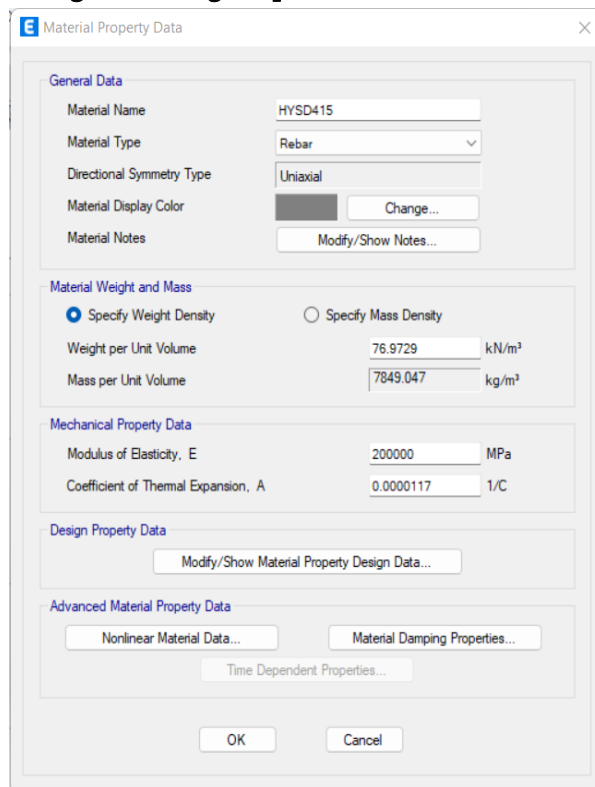 E Material Property Data
General Data
Material Name HYSD415
Material Type Rebar
Directional Symmetry Type Uniaxial
Material Display Color Change...
Material Notes Modify/Show Notes...
Material Weight and Mass
Specify Weight Density Specify Mass Density
Weight per Unit Volume 76.9729 kN/m³
Mass per Unit Volume 7849.047 kg/m³
Mechanical Property Data
Modulus of Elasticity, E 200000 MPa
Coefficient of Thermal Expansion, A 0.0000117 1/C
Design Property Data
Modify/Show Material Property Design Data...
Advanced Material Property Data
Nonlinear Material Data... Material Damping Properties...
Time Dependent Properties...
OK Cancel